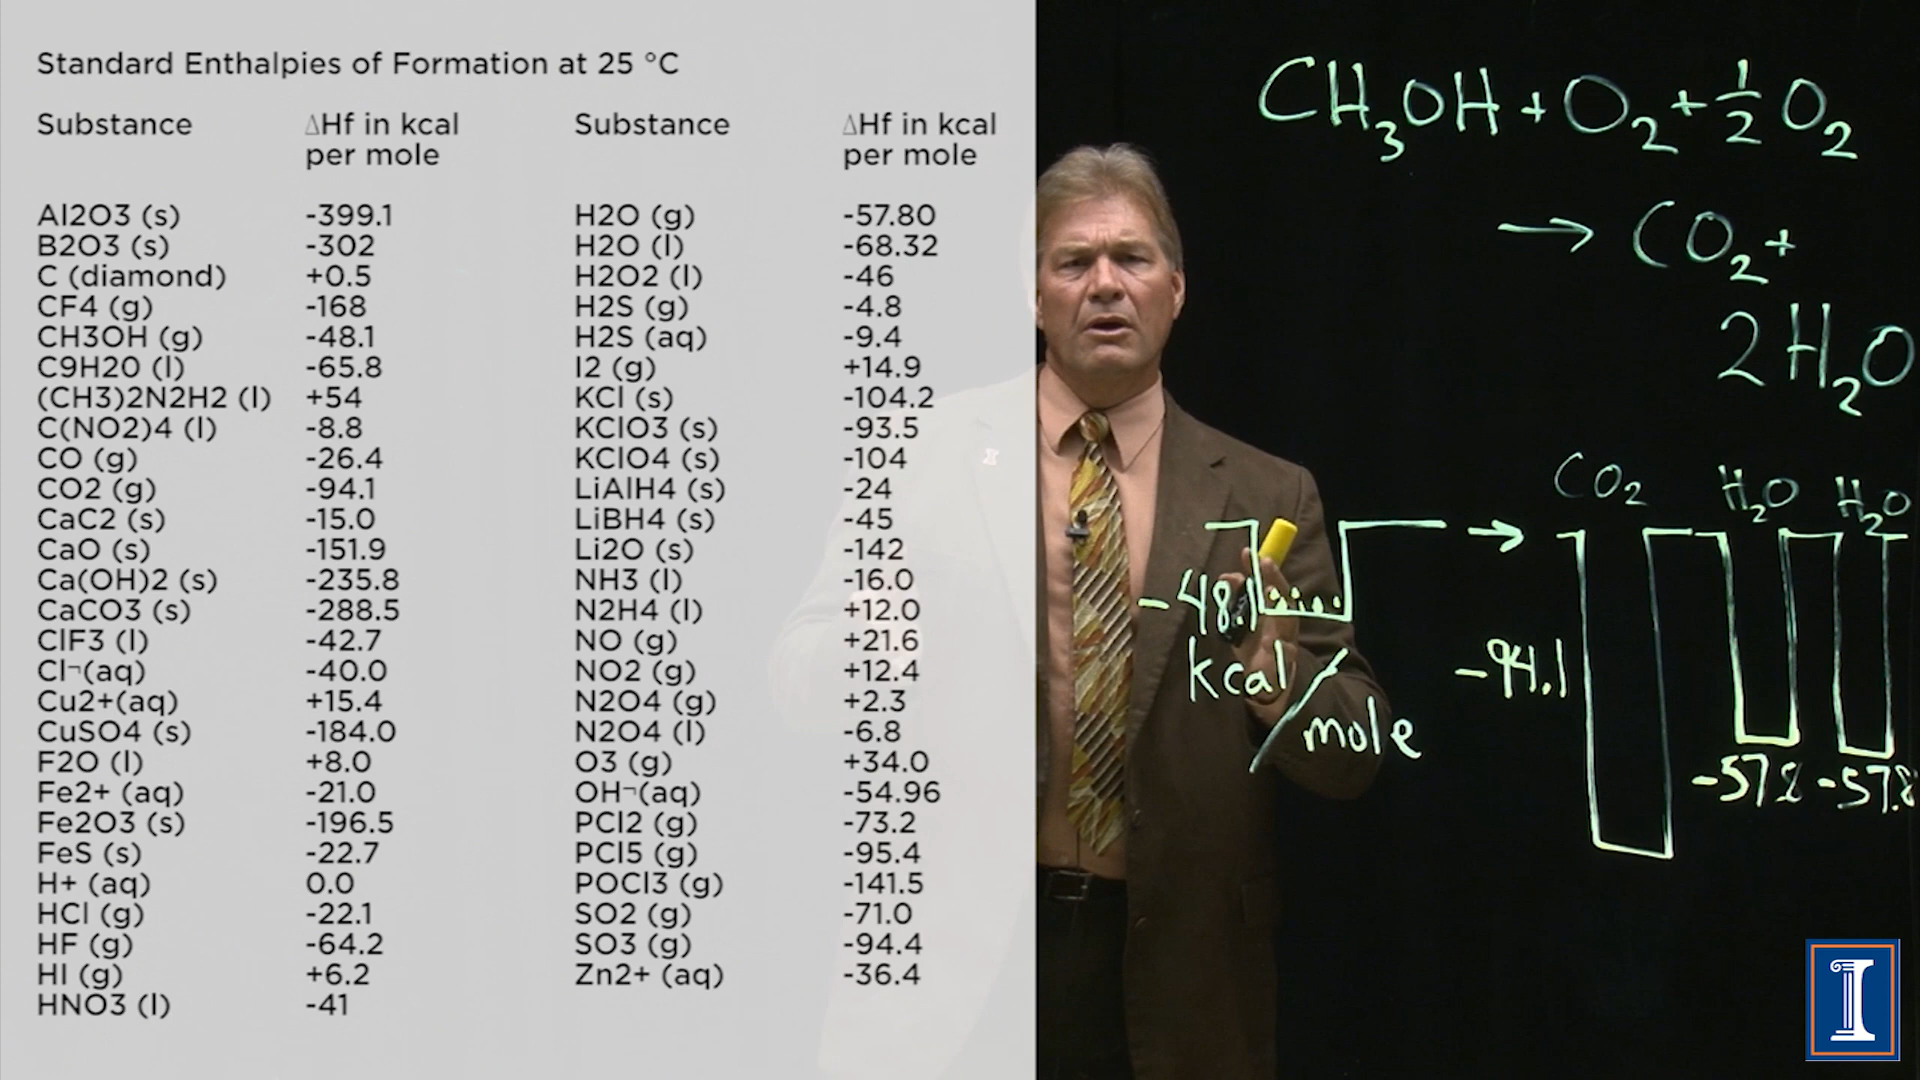 Standard Enthalpies of Formation at 25 °C
Substance ΔHf in kcal per mole Substance ΔHf in kcal per mole
Al2O3 (s) -399.1 H2O (g) -57.80
B2O3 (s) -302 H2O (l) -68.32
C (diamond) +0.5 H2O2 (l) -46
CF4 (g) -168 H2S (g) -4.8
CH3OH (g) -48.1 H2S (aq) -9.4
C9H20 (l) -65.8 I2 (g) +14.9
(CH3)2N2H2 (l) +54 KCl (s) -104.2
C(NO2)4 (l) -8.8 KClO3 (s) -93.5
CO (g) -26.4 KClO4 (s) -104
CO2 (g) -94.1 LiAlH4 (s) -24
CaC2 (s) -15.0 LiBH4 (s) -45
CaO (s) -151.9 Li2O (s) -142
Ca(OH)2 (s) -235.8 NH3 (l) -16.0
CaCO3 (s) -288.5 N2H4 (l) +12.0
ClF3 (l) -42.7 NO (g) +21.6
Cl¬(aq) -40.0 NO2 (g) +12.4
Cu2+(aq) +15.4 N2O4 (g) +2.3
CuSO4 (s) -184.0 N2O4 (l) -6.8
F2O (l) +8.0 O3 (g) +34.0
Fe2+ (aq) -21.0 OH¬(aq) -54.96
Fe2O3 (s) -196.5 PCl2 (g) -73.2
FeS (s) -22.7 PCl5 (g) -95.4
H+ (aq) 0.0 POCl3 (g) -141.5
HCl (g) -22.1 SO2 (g) -71.0
HF (g) -64.2 SO3 (g) -94.4
HI (g) +6.2 Zn2+ (aq) -36.4
HNO3 (l) -41
CH₃OH + O₂ + ½ O₂
→ CO₂ +
2H₂O
CO₂ H₂O H₂O
→
-48.1
kcal/mole
-94.1
-57.8 -57.8
I